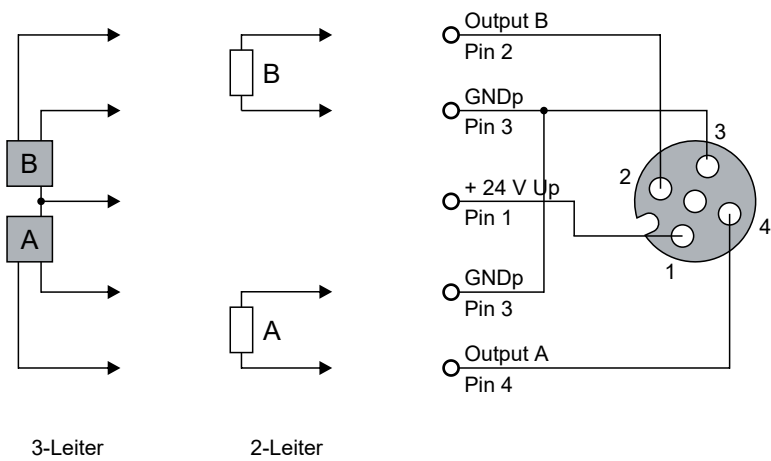 Output B
Pin 2
B
GNDp
Pin 3
3
B
2
+ 24 V Up
Pin 1
4
A
1
GNDp
Pin 3
A
Output A
Pin 4
3-Leiter
2-Leiter